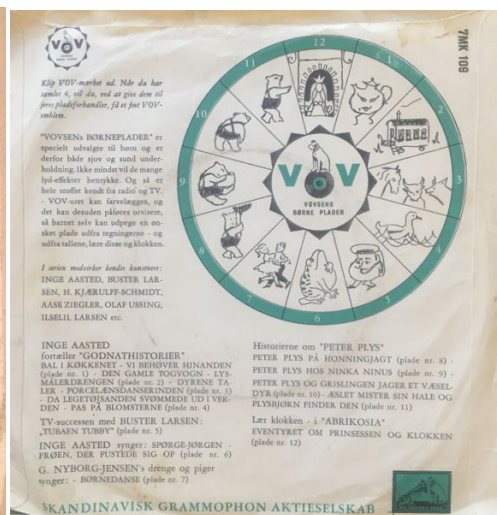 VOV
7MK 109
Klip VOV-mærket ud. Når du har
samlet 4, vil du, ved at give dem til
jeres pladeforhandler, få et fint VOV-
emblem.
"VOVSENs BØRNEPLADER" er
specielt udvalgte til børn og er
derfor både sjov og sund under-
holdning. Ikke mindst vil de mange
lyd-effekter henrykke. Og så er
hele stoffet kendt fra radio og TV.
- VOV-uret kan farvelægges, og
det kan desuden påføres urvisere,
så barnet selv kan udpege en øn-
sket plade udfra tegningerne - og
udfra tallene, lære disse og klokken.
I serien medvirker kendte kunstnere:
INGE AASTED, BUSTER LAR-
SEN, H. KJÆRULFF-SCHMIDT,
AASE ZIEGLER, OLAF USSING,
ILSELIL LARSEN etc.
12
1
2
3
4
5
6
7
8
9
10
11
VOV
VOVSENS
BØRNE PLADER
INGE AASTED
fortæller "GODNATHISTORIER"
BAL I KØKKENET - VI BEHØVER HINANDEN
(plade nr. 1) - DEN GAMLE TOGVOGN - LYS-
MÅLERDRENGEN (plade nr. 2) - DYRENE TA-
LER - PORCELÆNSDANSERINDEN (plade nr. 3)
- DA LEGETØJSANDEN SVØMMEDE UD I VER-
DEN - PAS PÅ BLOMSTERNE (plade nr. 4)
TV-successen med BUSTER LARSEN:
„TUBAEN TUBBY" (plade nr. 5)
INGE AASTED synger: SPØRGE-JØRGEN -
FRØEN, DER PUSTEDE SIG OP (plade nr. 6)
G. NYBORG-JENSEN's drenge og piger
synger: - BØRNEDANSE (plade nr. 7)
Historierne om "PETER PLYS"
PETER PLYS PÅ HONNINGJAGT (plade nr. 8) -
PETER PLYS HOS NINKA NINUS (plade nr. 9) -
PETER PLYS OG GRISLINGEN JAGER ET VÆSEL-
DYR (plade nr. 10) - ÆSLET MISTER SIN HALE OG
PLYSBJØRN FINDER DEN (plade nr. 11)
Lær klokken - i "ABRIKOSIA"
EVENTYRET OM PRINSESSEN OG KLOKKEN
(plade nr. 12)
SKANDINAVISK GRAMMOPHON AKTIESELSKAB